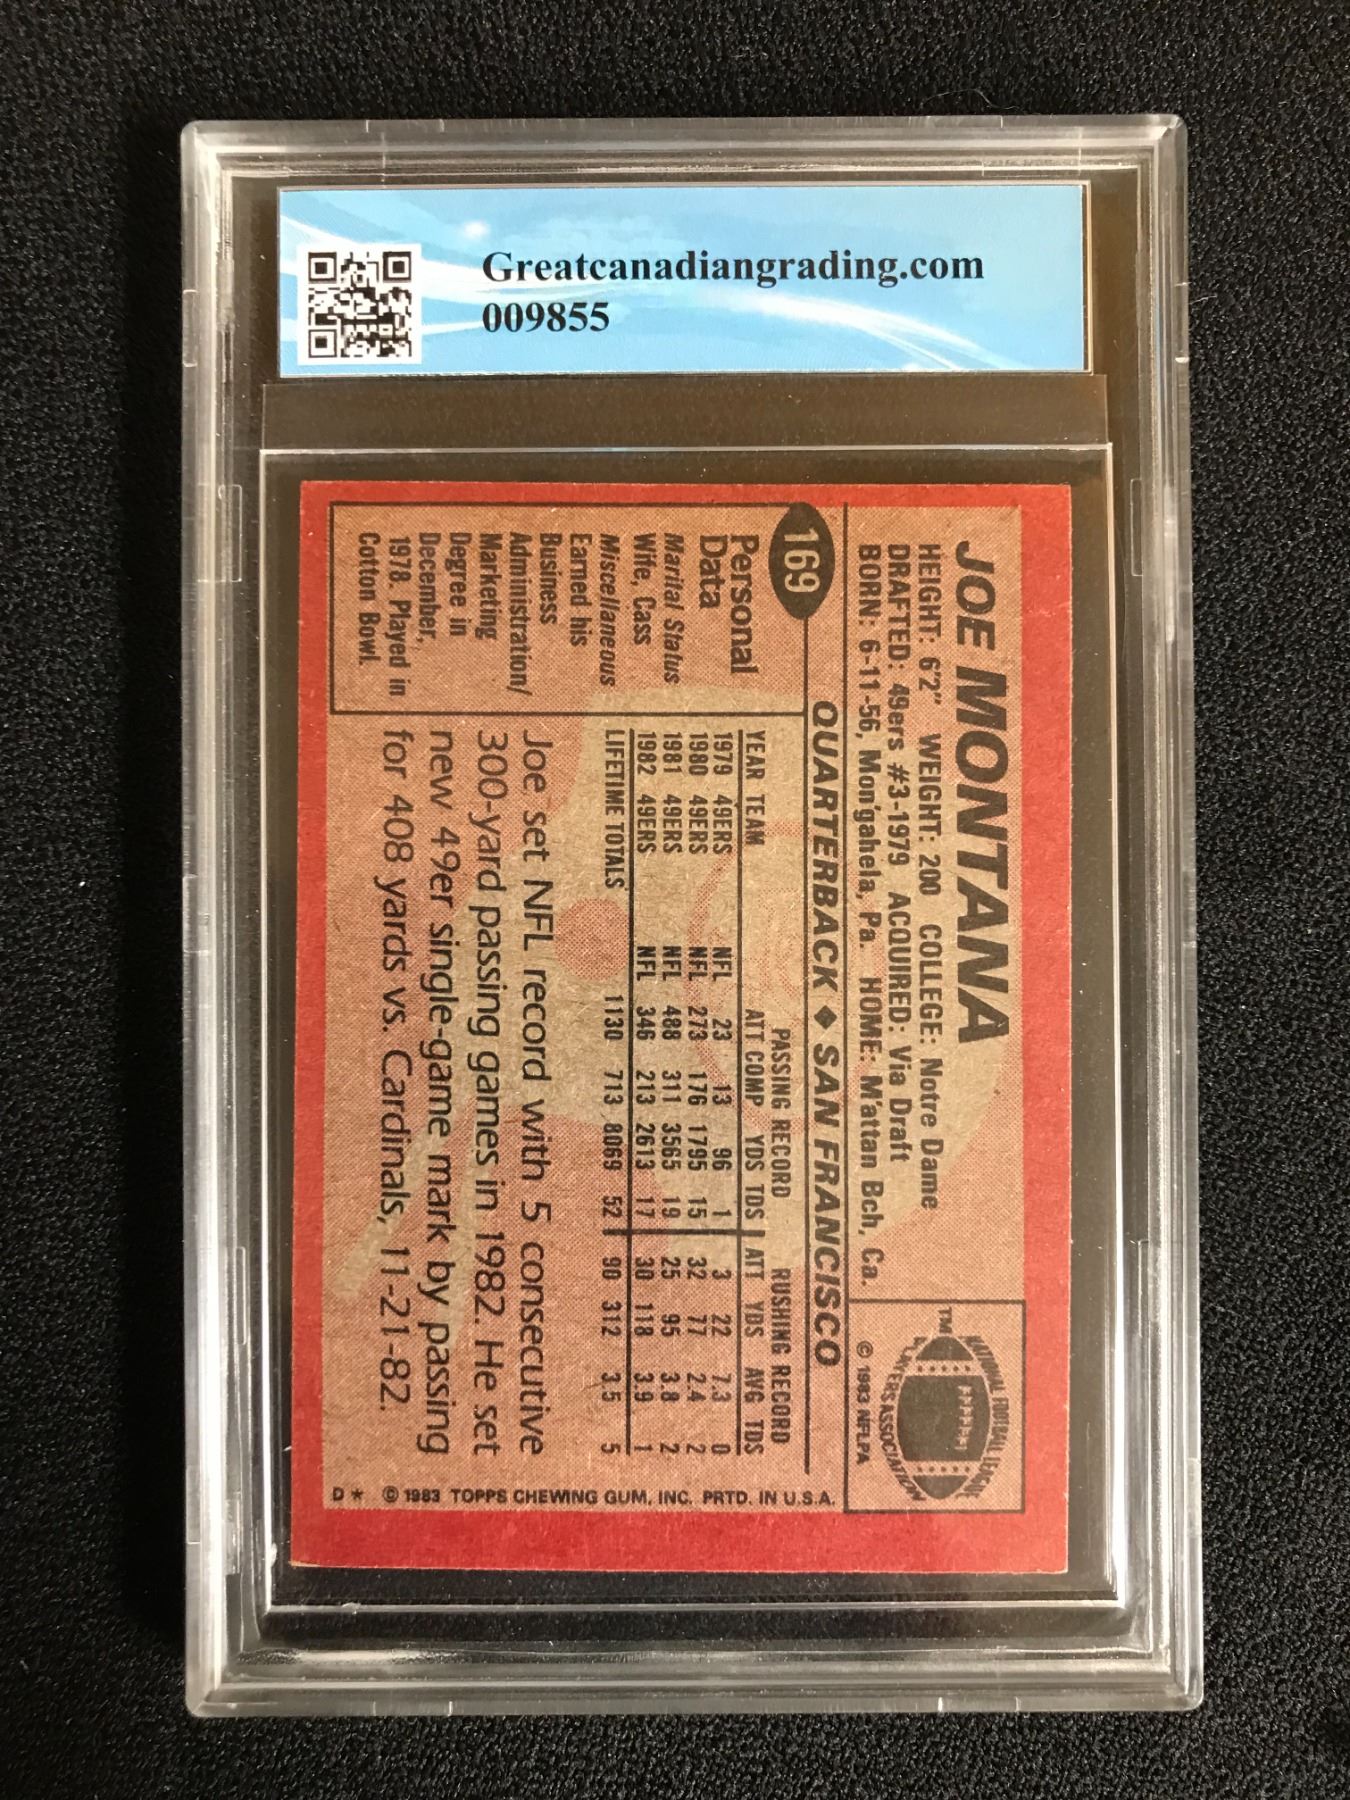 Greatcanadiangrading.com
009855
JOE MONTANA
HEIGHT: 6'2" WEIGHT: 200 COLLEGE: Notre Dame
DRAFTED: 49ers #3-1979 ACQUIRED: Via Draft
BORN: 6-11-56, Mon'gahela, Pa. HOME: M'attan Bch, Ca.
NATIONAL FOOTBALL LEAGUE
PLAYERS ASSOCIATION
TM
© 1983 NFLPA
169
QUARTERBACK ◆ SAN FRANCISCO
Personal
Data
Marital Status
Wife, Cass
Miscellaneous
Earned his
Business
Administration/
Marketing
Degree in
December,
1978. Played in
Cotton Bowl.
PASSING RECORD RUSHING RECORD
YEAR TEAM ATT COMP YDS TDS ATT YDS AVG TDS
1979 49ERS NFL 23 13 96 1 3 22 7.3 0
1980 49ERS NFL 273 176 1795 15 32 77 2.4 2
1981 49ERS NFL 488 311 3565 19 25 95 3.8 2
1982 49ERS NFL 346 213 2613 17 30 118 3.9 1
LIFETIME TOTALS 1130 713 8069 52 90 312 3.5 5
Joe set NFL record with 5 consecutive
300-yard passing games in 1982. He set
new 49er single-game mark by passing
for 408 yards vs. Cardinals, 11-21-82.
D * © 1983 TOPPS CHEWING GUM, INC. PRTD. IN U.S.A.